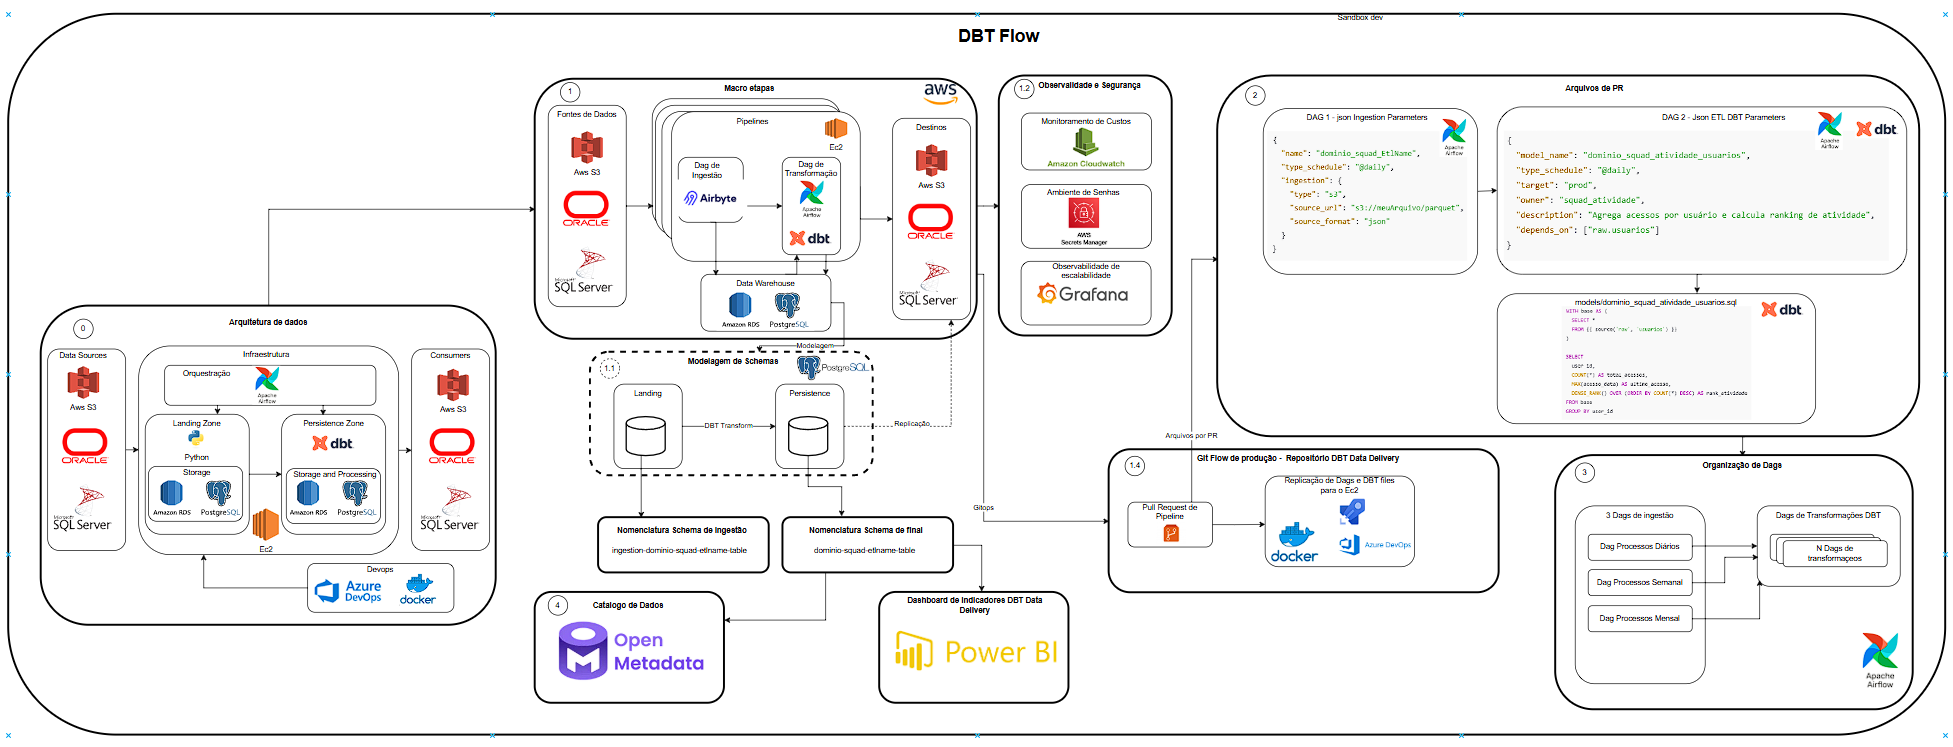 Sandbox dev
DBT Flow
0
Arquitetura de dados
Data Sources
Aws S3
ORACLE
Microsoft
SQL Server
Infraestrutura
Orquestração
Apache
Airflow
Landing Zone
Python
Storage
Amazon RDS
PostgreSQL
Persistence Zone
dbt
Storage and Processing
Amazon RDS
PostgreSQL
Ec2
Consumers
Aws S3
ORACLE
Microsoft
SQL Server
Devops
Azure
DevOps
docker
1
Macro etapas
aws
Fontes de Dados
Aws S3
ORACLE
Microsoft
SQL Server
Pipelines
Ec2
Dag de
Ingestão
Airbyte
Dag de
Transformação
Apache
Airflow
dbt
Data Warehouse
Amazon RDS
PostgreSQL
Destinos
Aws S3
ORACLE
Microsoft
SQL Server
Modelagem
1.1
Modelagem de Schemas
PostgreSQL
Landing
DBT Transform
Persistence
Replicação
Nomenclatura Schema de Ingestão
ingestion-dominio-squad-etlname-table
Nomenclatura Schema de final
dominio-squad-etlname-table
4
Catalogo de Dados
Open
Metadata
Dashboard de Indicadores DBT Data
Delivery
Power BI
1.2
Observalidade e Segurança
Monitoramento de Custos
Amazon Cloudwatch
Ambiente de Senhas
AWS
Secrets Manager
Observabilidade de
escalabilidade
Grafana
Gitops
Arquivos por PR
1.4
Git Flow de produção - Repositório DBT Data Delivery
Pull Request de
Pipeline
Replicação de Dags e DBT files
para o Ec2
docker
Azure DevOps
2
Arquivos de PR
DAG 1 - json Ingestion Parameters
Apache
Airflow
{
"name": "dominio_squad_EtlName",
"type_schedule": "@daily",
"ingestion": {
"type": "s3",
"source_url": "s3://meuArquivo/parquet",
"source_format": "json"
}
}
DAG 2 - Json ETL DBT Parameters
Apache
Airflow
dbt
{
"model_name": "dominio_squad_atividade_usuarios",
"type_schedule": "@daily",
"target": "prod",
"owner": "squad_atividade",
"description": "Agrega acessos por usuário e calcula ranking de atividade",
"depends_on": ["raw.usuarios"]
}
models/dominio_squad_atividade_usuarios.sql
dbt
WITH base AS (
SELECT *
FROM {{ source('raw', 'usuarios') }}
)
SELECT
user_id,
COUNT(*) AS total_acessos,
MAX(acesso_data) AS ultimo_acesso,
DENSE_RANK() OVER (ORDER BY COUNT(*) DESC) AS rank_atividade
FROM base
GROUP BY user_id
3
Organização de Dags
3 Dags de ingestão
Dag Processos Diários
Dag Processos Semanal
Dag Processos Mensal
Dags de Transformações DBT
N Dags de
transformaçoes
Apache
Airflow